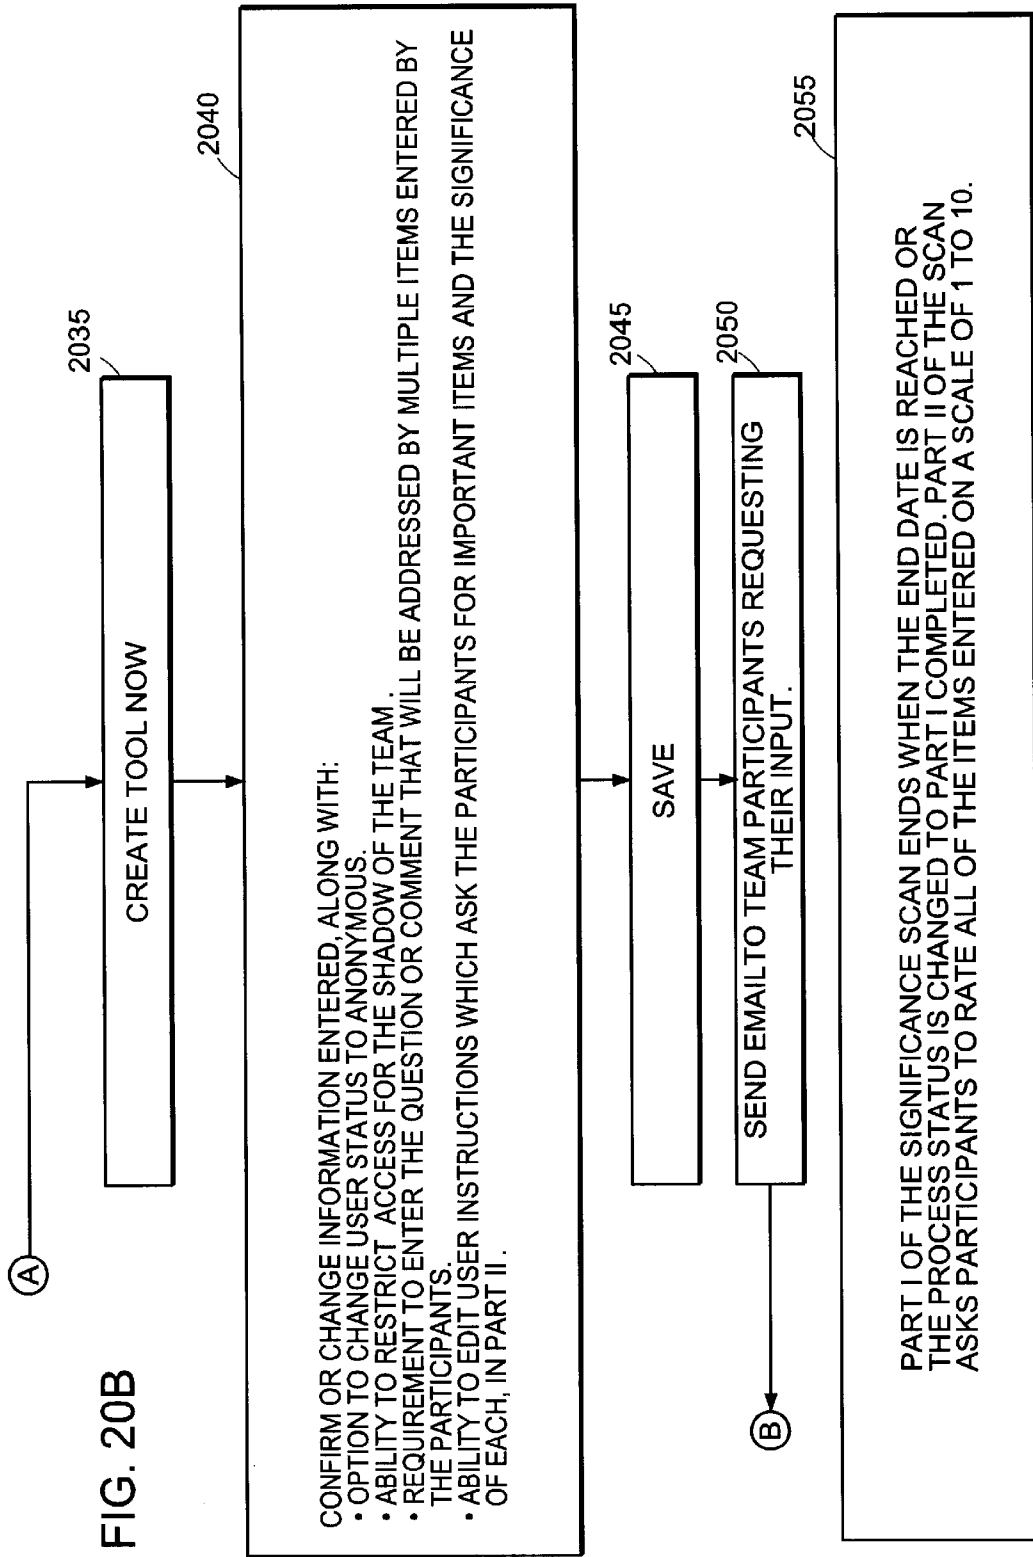 FIG. 20B
A
2035
CREATE TOOL NOW
2040
CONFIRM OR CHANGE INFORMATION ENTERED, ALONG WITH:
• OPTION TO CHANGE USER STATUS TO ANONYMOUS.
• ABILITY TO RESTRICT ACCESS FOR THE SHADOW OF THE TEAM.
• REQUIREMENT TO ENTER THE QUESTION OR COMMENT THAT WILL BE ADDRESSED BY MULTIPLE ITEMS ENTERED BY
THE PARTICIPANTS.
• ABILITY TO EDIT USER INSTRUCTIONS WHICH ASK THE PARTICIPANTS FOR IMPORTANT ITEMS AND THE SIGNIFICANCE
OF EACH, IN PART II.
2045
SAVE
2050
SEND EMAILTO TEAM PARTICIPANTS REQUESTING
THEIR INPUT.
B
2055
PART I OF THE SIGNIFICANCE SCAN ENDS WHEN THE END DATE IS REACHED OR
THE PROCESS STATUS IS CHANGED TO PART I COMPLETED. PART II OF THE SCAN
ASKS PARTICIPANTS TO RATE ALL OF THE ITEMS ENTERED ON A SCALE OF 1 TO 10.